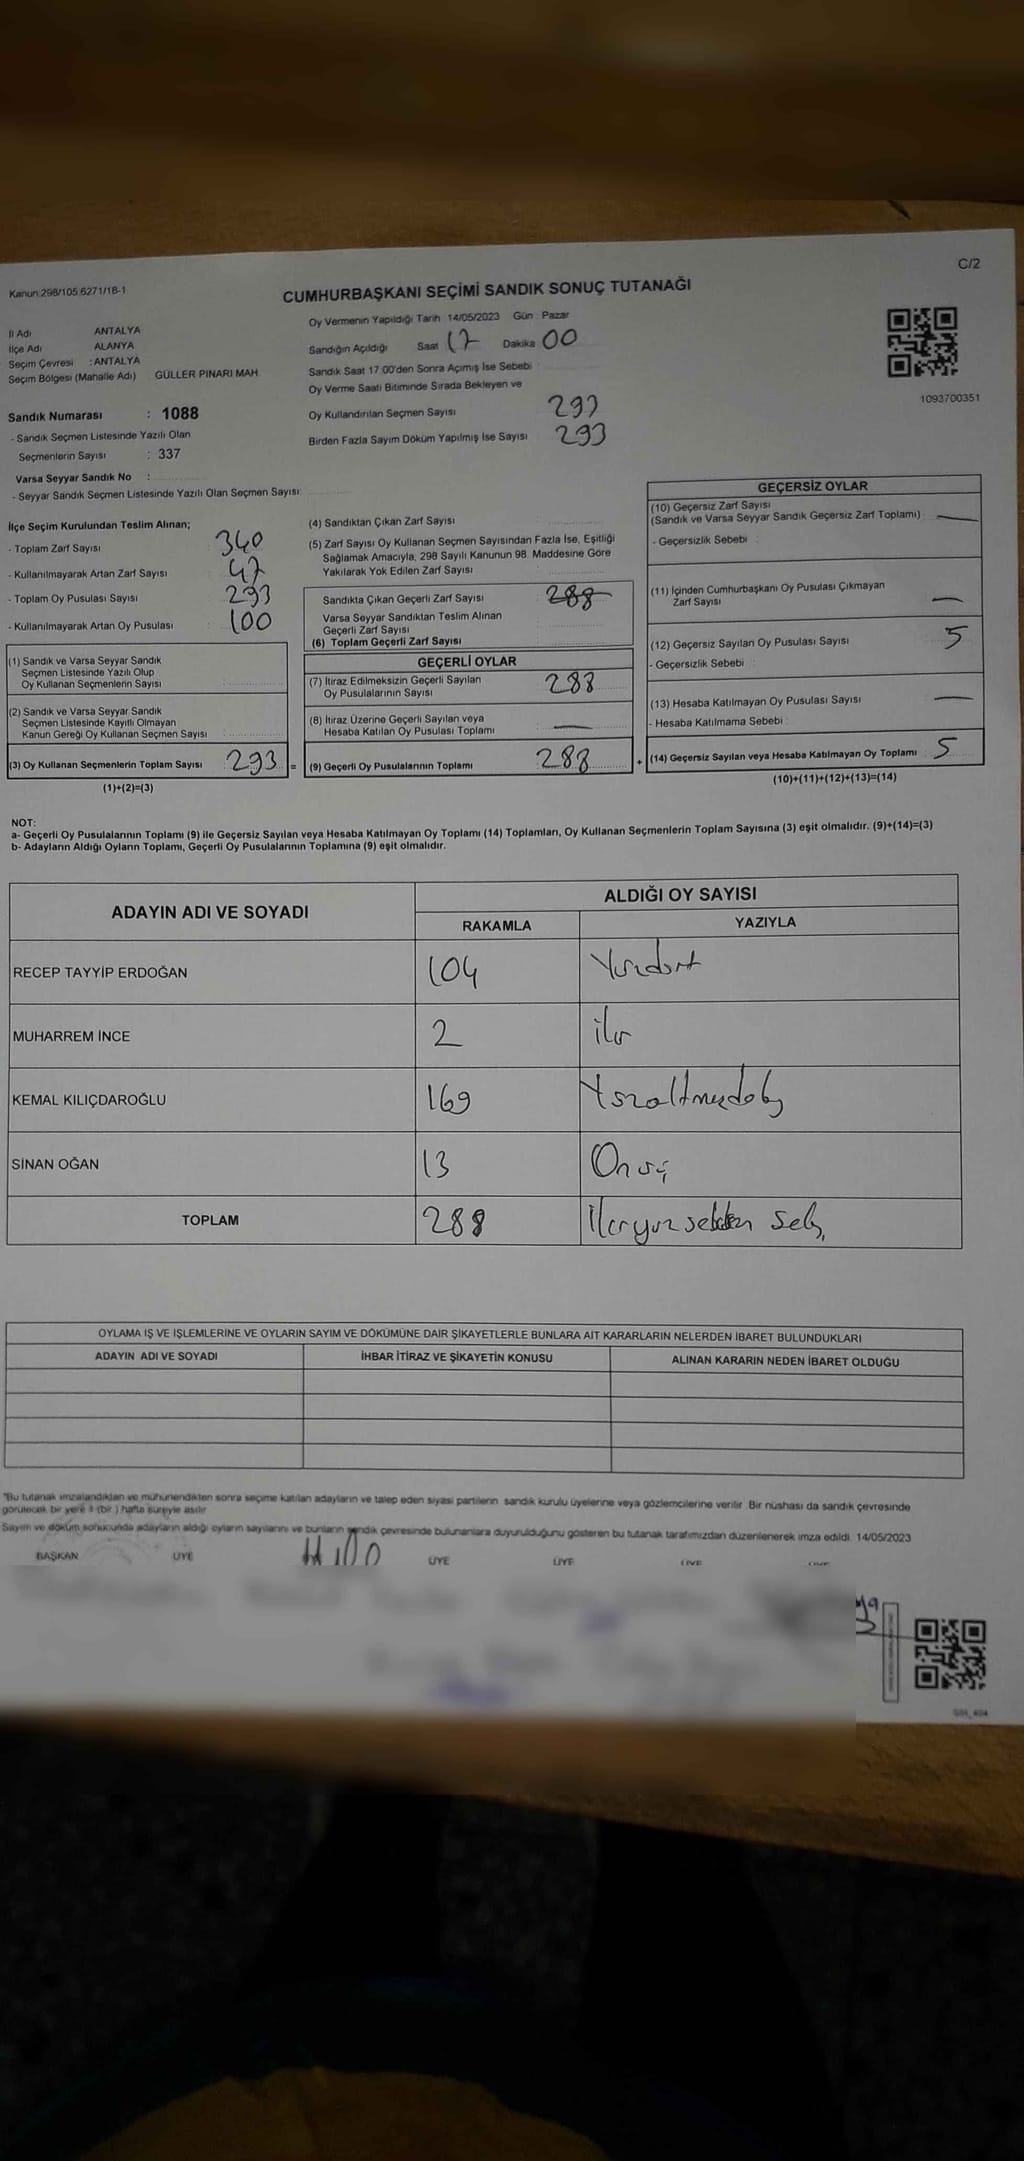 C/2
Kanun:298/105,6271/18-1
CUMHURBAŞKANI SEÇİMİ SANDIK SONUÇ TUTANAĞI
İl Adı ANTALYA
İlçe Adı ALANYA
Seçim Çevresi : ANTALYA
Seçim Bölgesi (Mahalle Adı) GÜLLER PINARI MAH.
Oy Vermenin Yapıldığı Tarih 14/05/2023 Gün : Pazar
Sandığın Açıldığı Saat 17 Dakika 00
Sandık Saat 17:00'den Sonra Açımış İse Sebebi :
Oy Verme Saati Bitiminde Sırada Bekleyen ve
Oy Kullandırılan Seçmen Sayısı 293
Birden Fazla Sayım Döküm Yapılmış İse Sayısı 293
1093700351
Sandık Numarası : 1088
- Sandık Seçmen Listesinde Yazılı Olan
Seçmenlerin Sayısı : 337
Varsa Seyyar Sandık No :
- Seyyar Sandık Seçmen Listesinde Yazılı Olan Seçmen Sayısı:
İlçe Seçim Kurulundan Teslim Alınan;
- Toplam Zarf Sayısı 340
- Kullanılmayarak Artan Zarf Sayısı 47
- Toplam Oy Pusulası Sayısı 293
- Kullanılmayarak Artan Oy Pusulası 100
(1) Sandık ve Varsa Seyyar Sandık
Seçmen Listesinde Yazılı Olup
Oy Kullanan Seçmenlerin Sayısı
(2) Sandık ve Varsa Seyyar Sandık
Seçmen Listesinde Kayıtlı Olmayan
Kanun Gereği Oy Kullanan Seçmen Sayısı
(3) Oy Kullanan Seçmenlerin Toplam Sayısı 293 =
(1)+(2)=(3)
(4) Sandıktan Çıkan Zarf Sayısı
(5) Zarf Sayısı Oy Kullanan Seçmen Sayısından Fazla İse, Eşitliği
Sağlamak Amacıyla, 298 Sayılı Kanunun 98. Maddesine Göre
Yakılarak Yok Edilen Zarf Sayısı
Sandıkta Çıkan Geçerli Zarf Sayısı 288
Varsa Seyyar Sandıktan Teslim Alınan
Geçerli Zarf Sayısı
(6) Toplam Geçerli Zarf Sayısı
GEÇERLİ OYLAR
(7) İtiraz Edilmeksizin Geçerli Sayılan
Oy Pusulalarının Sayısı 288
(8) İtiraz Üzerine Geçerli Sayılan veya
Hesaba Katılan Oy Pusulası Toplamı —
(9) Geçerli Oy Pusulalarının Toplamı 288 +
GEÇERSİZ OYLAR
(10) Geçersiz Zarf Sayısı
(Sandık ve Varsa Seyyar Sandık Geçersiz Zarf Toplamı) —
- Geçersizlik Sebebi :
(11) İçinden Cumhurbaşkanı Oy Pusulası Çıkmayan
Zarf Sayısı —
(12) Geçersiz Sayılan Oy Pusulası Sayısı 5
- Geçersizlik Sebebi :
(13) Hesaba Katılmayan Oy Pusulası Sayısı —
- Hesaba Katılmama Sebebi :
(14) Geçersiz Sayılan veya Hesaba Katılmayan Oy Toplamı 5
(10)+(11)+(12)+(13)=(14)
NOT:
a- Geçerli Oy Pusulalarının Toplamı (9) ile Geçersiz Sayılan veya Hesaba Katılmayan Oy Toplamı (14) Toplamları, Oy Kullanan Seçmenlerin Toplam Sayısına (3) eşit olmalıdır. (9)+(14)=(3)
b- Adayların Aldığı Oyların Toplamı, Geçerli Oy Pusulalarının Toplamına (9) eşit olmalıdır.
ADAYIN ADI VE SOYADI ALDIĞI OY SAYISI
RAKAMLA YAZIYLA
RECEP TAYYİP ERDOĞAN 104 Yüzdört
MUHARREM İNCE 2 iki
KEMAL KILIÇDAROĞLU 169
SİNAN OĞAN 13 Onüç
TOPLAM 288 ikiyüzseksen sekiz
OYLAMA İŞ VE İŞLEMLERİNE VE OYLARIN SAYIM VE DÖKÜMÜNE DAİR ŞİKAYETLERLE BUNLARA AİT KARARLARIN NELERDEN İBARET BULUNDUKLARI
ADAYIN ADI VE SOYADI İHBAR İTİRAZ VE ŞİKAYETİN KONUSU ALINAN KARARIN NEDEN İBARET OLDUĞU
"Bu tutanak imzalandıktan ve mühürlendikten sonra seçime katılan adayların ve talep eden siyasi partilerin sandık kurulu üyelerine veya gözlemcilerine verilir. Bir nüshası da sandık çevresinde
görülecek bir yere 1 (bir) hafta süreyle asılır
Sayım ve döküm sonucunda adayların aldığı oyların sayılarını ve bunların sandık çevresinde bulunanlara duyurulduğunu gösteren bu tutanak tarafımızdan düzenlenerek imza edildi. 14/05/2023
BAŞKAN ÜYE ÜYE ÜYE ÜYE